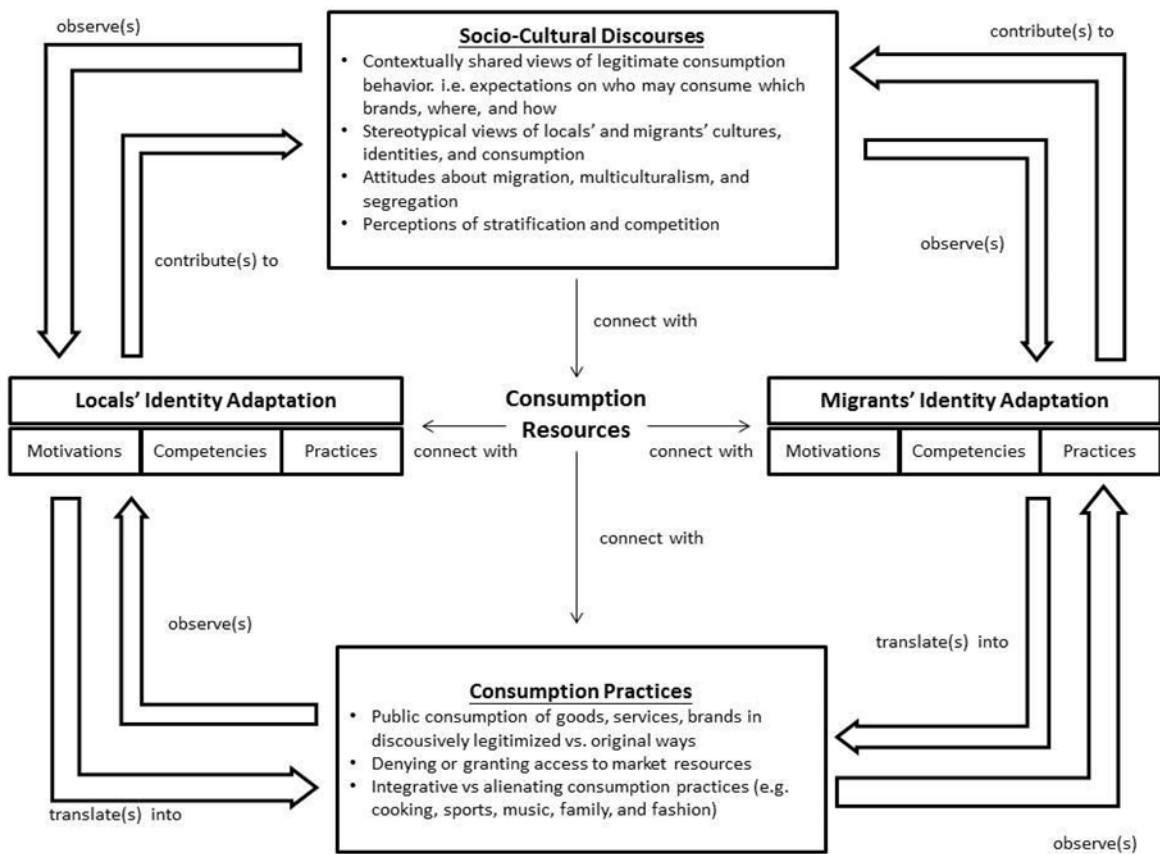 observe(s)
Socio-Cultural Discourses
• Contextually shared views of legitimate consumption
behavior. i.e. expectations on who may consume which
brands, where, and how
• Stereotypical views of locals' and migrants' cultures,
identities, and consumption
• Attitudes about migration, multiculturalism, and
segregation
• Perceptions of stratification and competition
contribute(s) to
contribute(s) to
observe(s)
connect with
Locals' Identity Adaptation
Motivations
Competencies
Practices
Consumption
Resources
connect with
connect with
Migrants' Identity Adaptation
Motivations
Competencies
Practices
connect with
observe(s)
translate(s) into
Consumption Practices
• Public consumption of goods, services, brands in
discousively legitimized vs. original ways
• Denying or granting access to market resources
• Integrative vs alienating consumption practices (e.g.
cooking, sports, music, family, and fashion)
translate(s) into
observe(s)